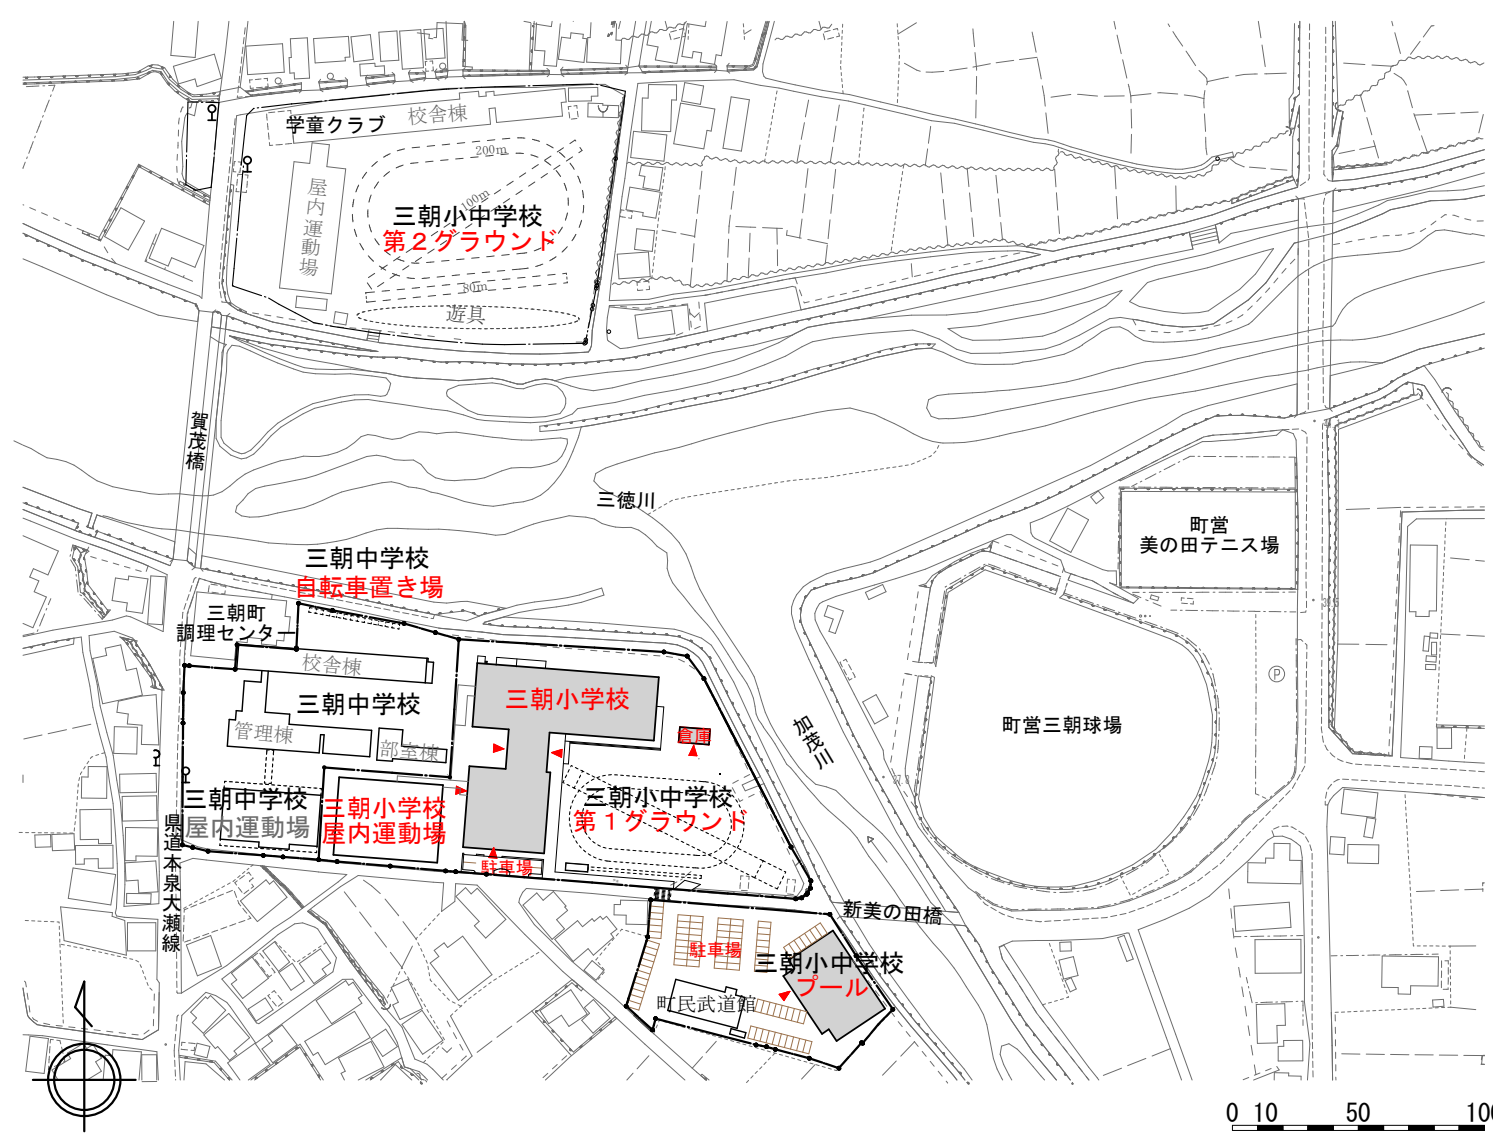 学童クラブ
校舎棟
200m
100m
屋内運動場
三朝小中学校
第２グラウンド
80m
遊具
賀茂橋
三徳川
町営
美の田テニス場
三朝中学校
自転車置き場
三朝町
調理センター
校舎棟
三朝小学校
三朝中学校
管理棟
部室棟
倉庫
加茂川
町営三朝球場
P
三朝中学校
屋内運動場
三朝小学校
屋内運動場
三朝小中学校
第１グラウンド
駐車場
県道本泉大瀬線
新美の田橋
駐車場
三朝小中学校
プール
町民武道館
0 10 50 100